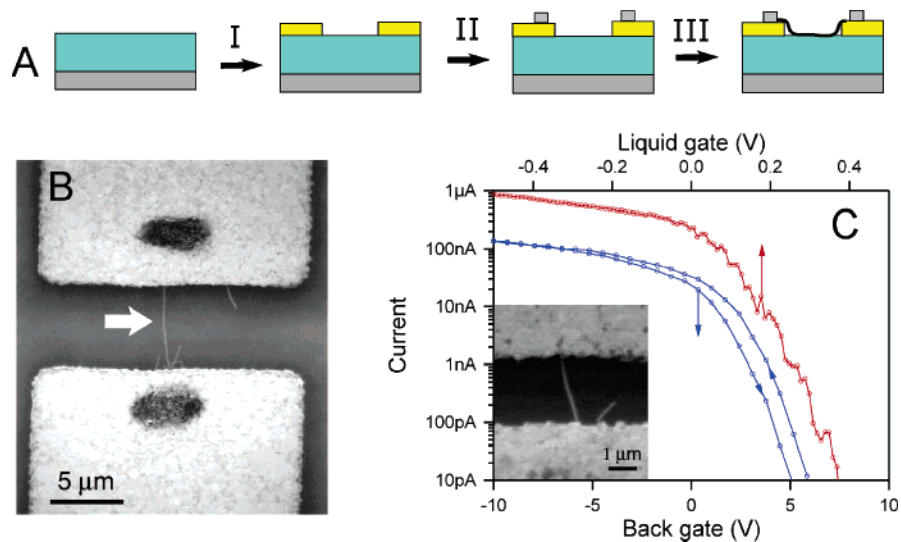 A
I
II
III
B
5 μm
Liquid gate (V)
-0.4 -0.2 0.0 0.2 0.4
C
1μA
100nA
10nA
1nA
100pA
10pA
Current
1 μm
-10 -5 0 5 10
Back gate (V)